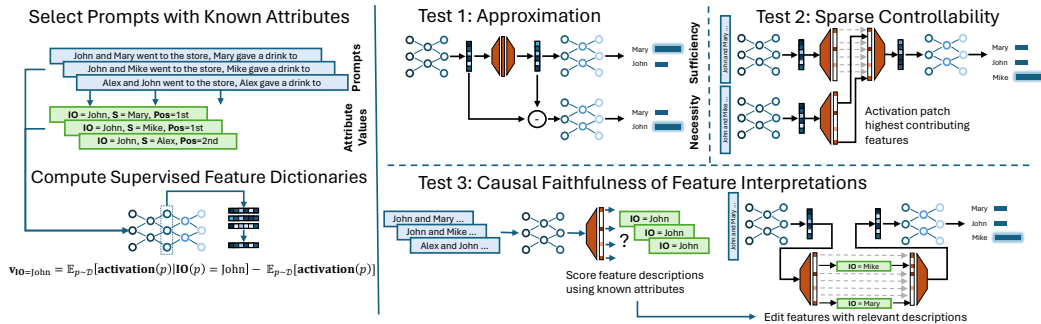 Select Prompts with Known Attributes
John and Mary went to the store, Mary gave a drink to
John and Mike went to the store, Mike gave a drink to
Alex and John went to the store, Alex gave a drink to
Prompts
IO = John, S = Mary, Pos=1st
IO = John, S = Mike, Pos=1st
IO = John, S = Alex, Pos=2nd
Attribute
Values
Compute Supervised Feature Dictionaries
v_IO=John = 𝔼_p~𝒟[activation(p)|IO(p) = John] − 𝔼_p~𝒟[activation(p)]
Test 1: Approximation
Mary
John
Sufficiency
-
Mary
John
Necessity
Test 2: Sparse Controllability
John and Mary ...
Mary
John
Mike
John and Mike ...
Activation patch
highest contributing
features
Test 3: Causal Faithfulness of Feature Interpretations
John and Mary ...
John and Mike ...
Alex and John ...
?
IO = John
IO = John
IO = John
Score feature descriptions
using known attributes
John and Mary ...
Mary
John
Mike
IO = Mike
IO = Mary
Edit features with relevant descriptions